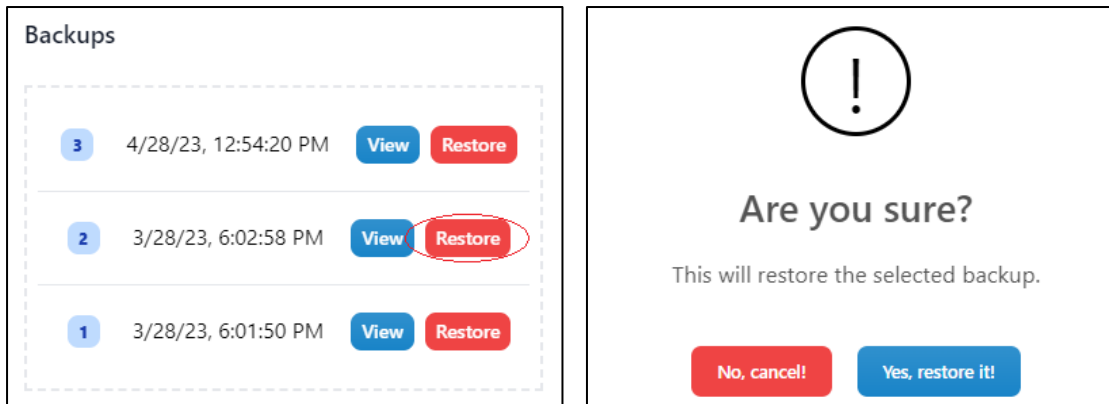 Backups
3 4/28/23, 12:54:20 PM View Restore
2 3/28/23, 6:02:58 PM View Restore
1 3/28/23, 6:01:50 PM View Restore
!
Are you sure?
This will restore the selected backup.
No, cancel! Yes, restore it!